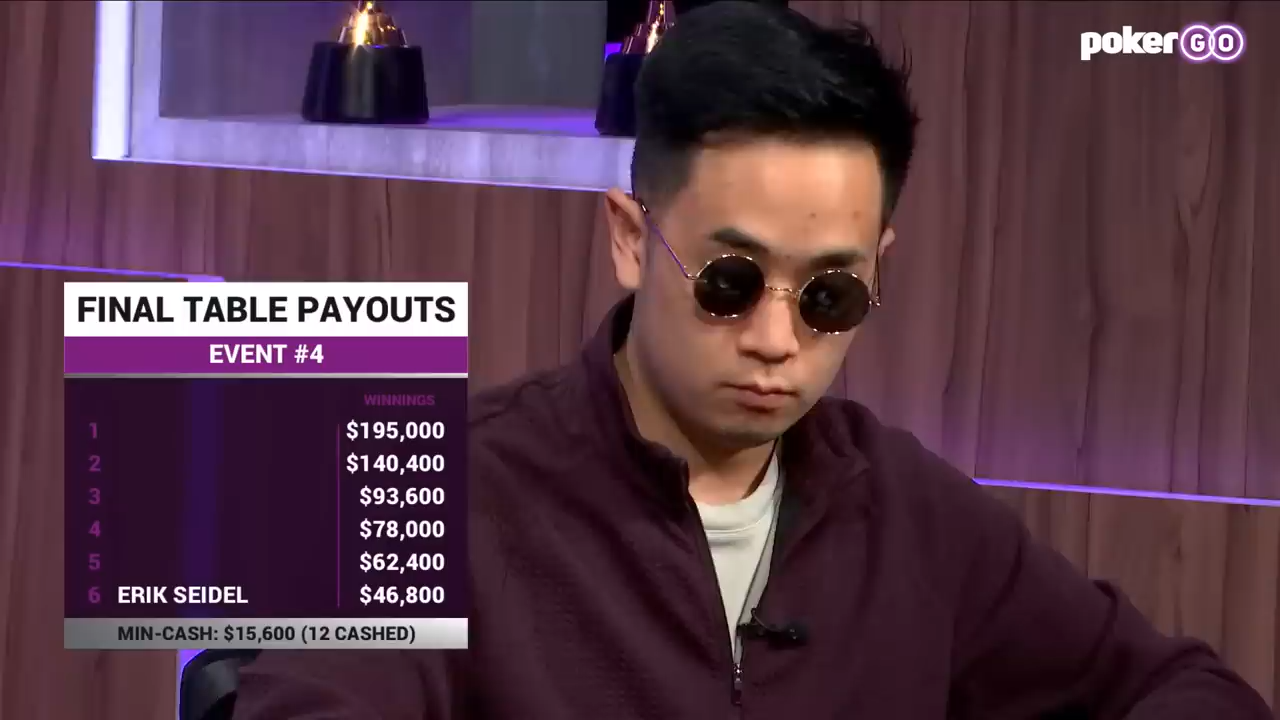 pokerGO
FINAL TABLE PAYOUTS
EVENT #4
WINNINGS
1 $195,000
2 $140,400
3 $93,600
4 $78,000
5 $62,400
6 ERIK SEIDEL $46,800
MIN-CASH: $15,600 (12 CASHED)